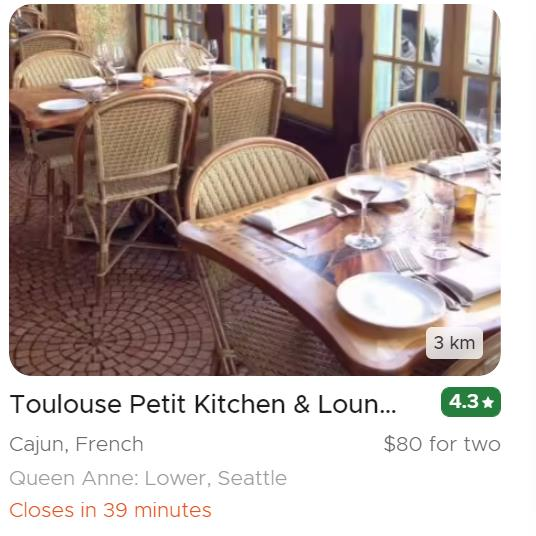 3 km
Toulouse Petit Kitchen & Loun...
4.3★
Cajun, French
$80 for two
Queen Anne: Lower, Seattle
Closes in 39 minutes